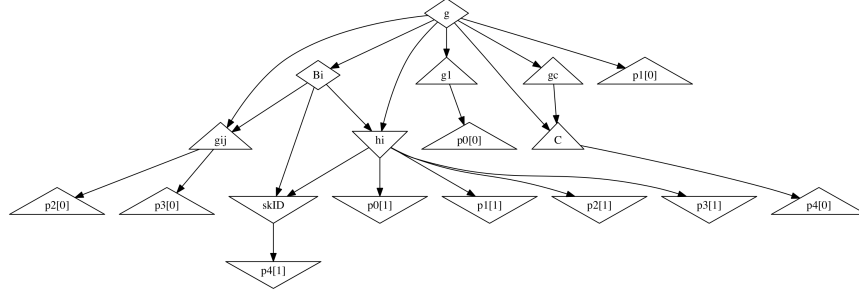 g
Bi
g1
gc
p1[0]
gij
hi
p0[0]
C
p2[0]
p3[0]
skID
p0[1]
p1[1]
p2[1]
p3[1]
p4[0]
p4[1]